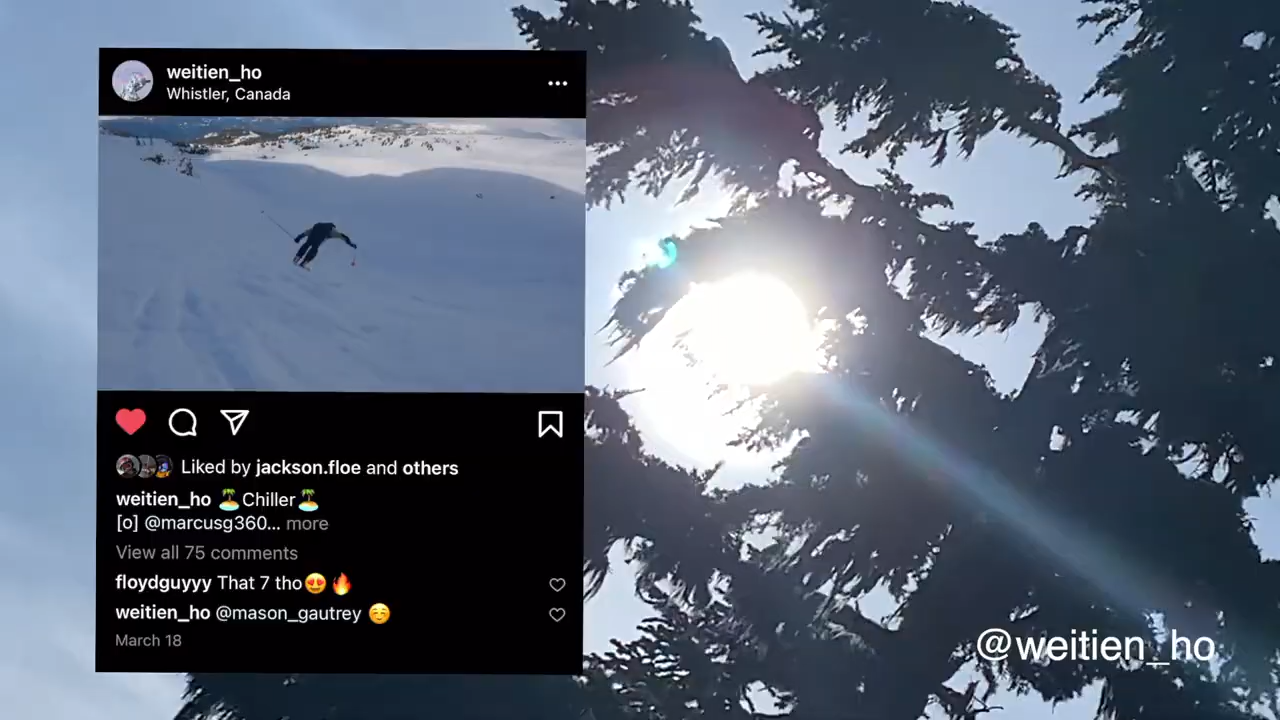 weitien_ho
Whistler, Canada
Liked by jackson.floe and others
weitien_ho 🏝️Chiller🏝️
[o] @marcusg360... more
View all 75 comments
floydguyyy That 7 tho😍🔥
weitien_ho @mason_gautrey ☺️
March 18
@weitien_ho